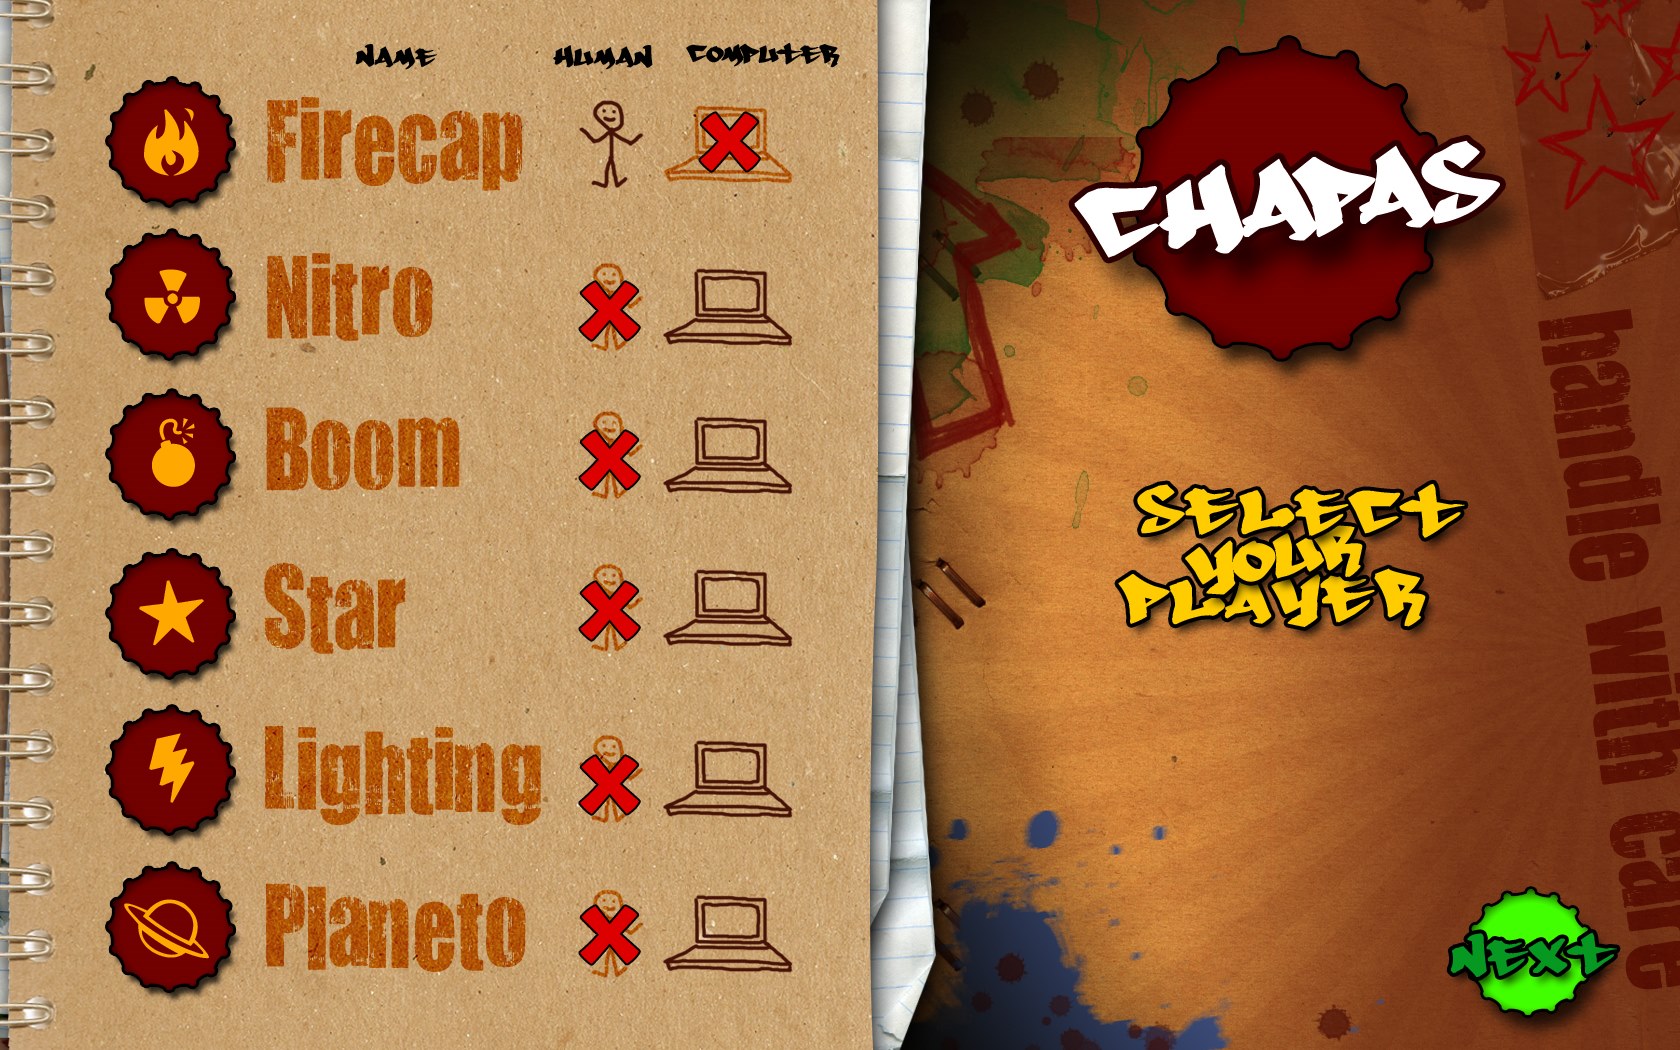 NAME HUMAN COMPUTER
Firecap
Nitro
Boom
Star
Lighting
Planeto
CHAPAS
SELECT
YOUR
PLAYER
handle with care
NEXT